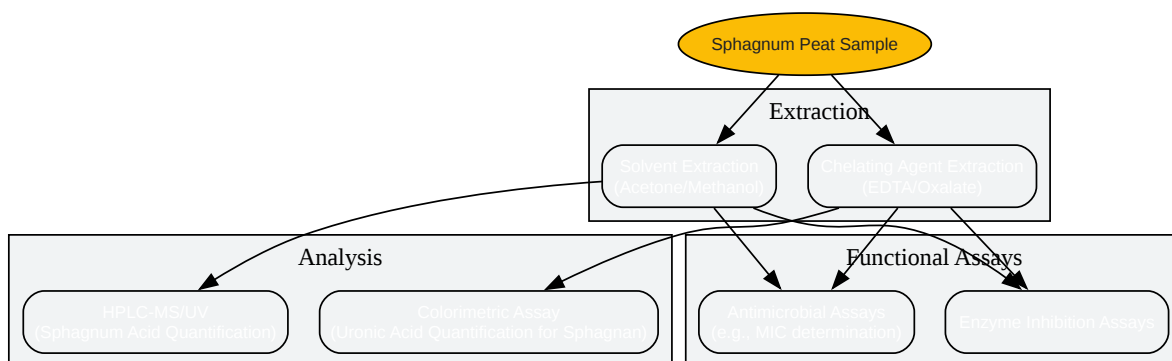 Sphagnum Peat Sample
Extraction
Solvent Extraction
(Acetone/Methanol)
Chelating Agent Extraction
(EDTA/Oxalate)
Analysis
HPLC-MS/UV
(Sphagnum Acid Quantification)
Colorimetric Assay
(Uronic Acid Quantification for Sphagnan)
Functional Assays
Antimicrobial Assays
(e.g., MIC determination)
Enzyme Inhibition Assays